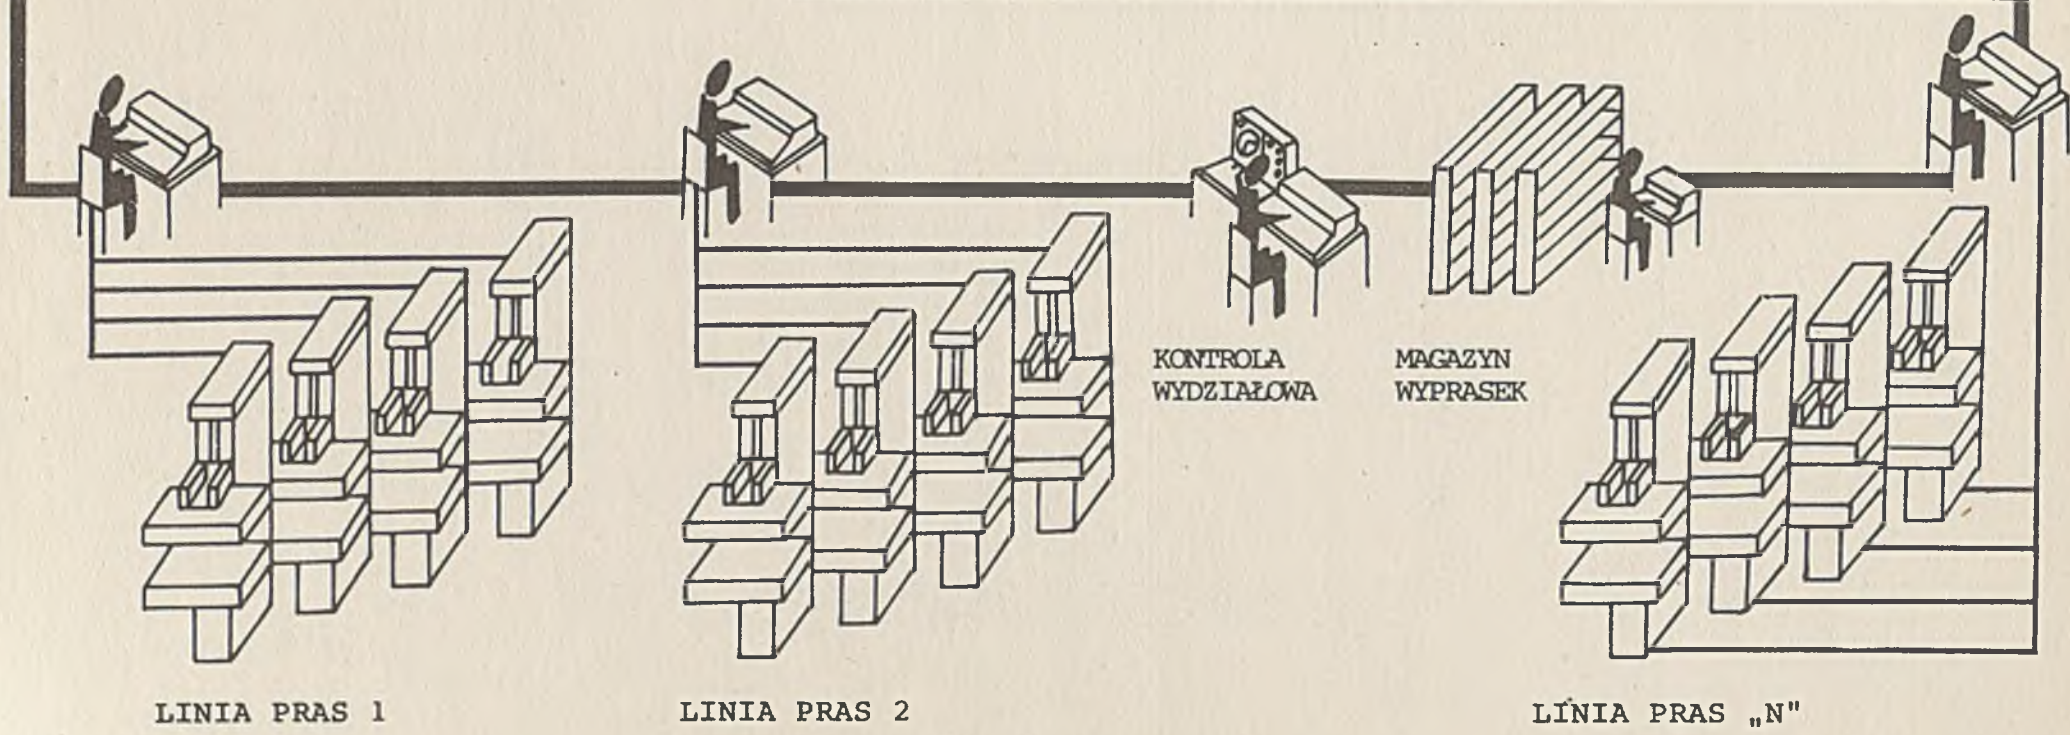 KONTROLA
WYDZIAŁOWA
MAGAZYN
WYPRASEK
LINIA PRAS 1
LINIA PRAS 2
LINIA PRAS „N"